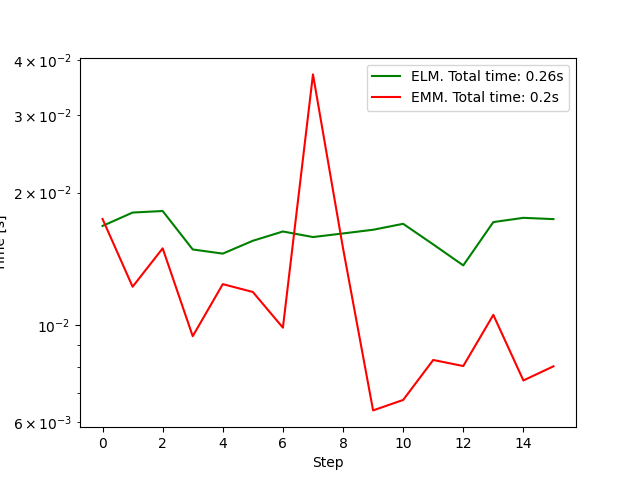 4 × 10⁻²
3 × 10⁻²
2 × 10⁻²
10⁻²
6 × 10⁻³
ELM. Total time: 0.26s
EMM. Total time: 0.2s
0 2 4 6 8 10 12 14
Step